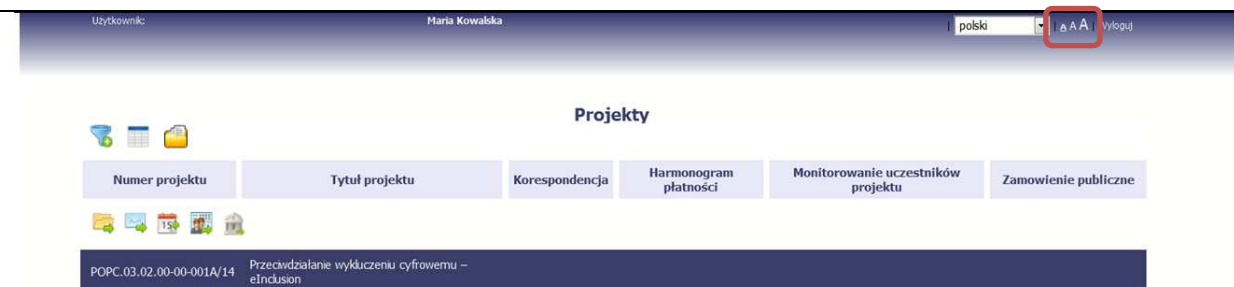 Użytkownik: Maria Kowalska | polski | A A A | Wyloguj
Projekty
Numer projektu Tytuł projektu Korespondencja Harmonogram płatności Monitorowanie uczestników projektu Zamowienie publiczne
15
POPC.03.02.00-00-001A/14 Przeciwdziałanie wykluczeniu cyfrowemu –
eInclusion